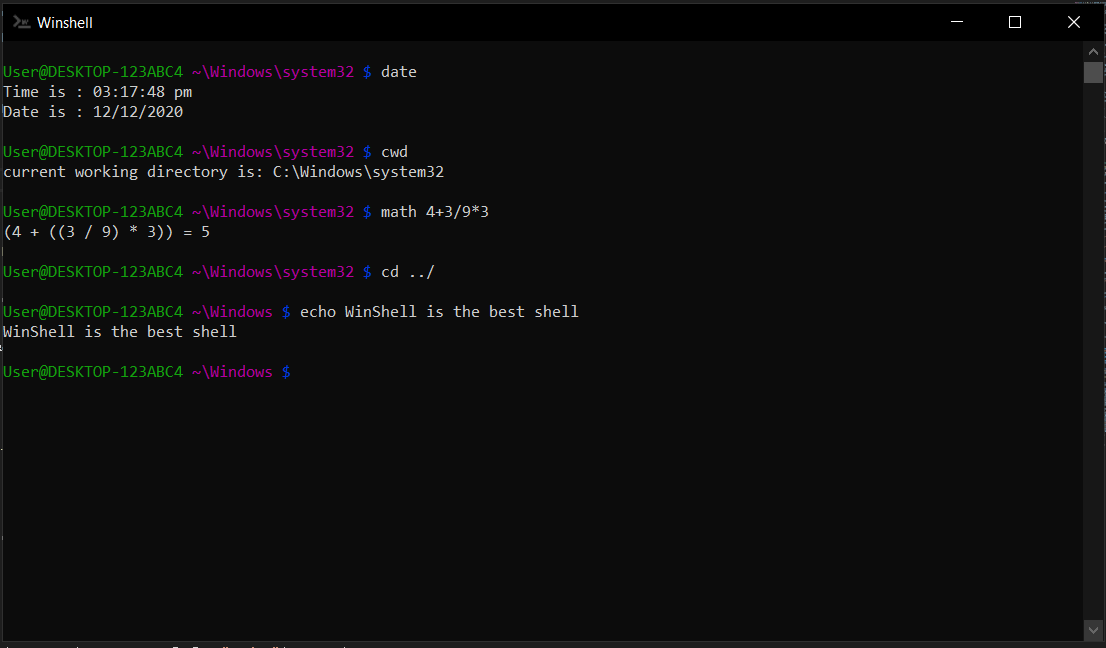 Winshell
User@DESKTOP-123ABC4 ~\Windows\system32 $ date
Time is : 03:17:48 pm
Date is : 12/12/2020
User@DESKTOP-123ABC4 ~\Windows\system32 $ cwd
current working directory is: C:\Windows\system32
User@DESKTOP-123ABC4 ~\Windows\system32 $ math 4+3/9*3
(4 + ((3 / 9) * 3)) = 5
User@DESKTOP-123ABC4 ~\Windows\system32 $ cd ../
User@DESKTOP-123ABC4 ~\Windows $ echo WinShell is the best shell
WinShell is the best shell
User@DESKTOP-123ABC4 ~\Windows $